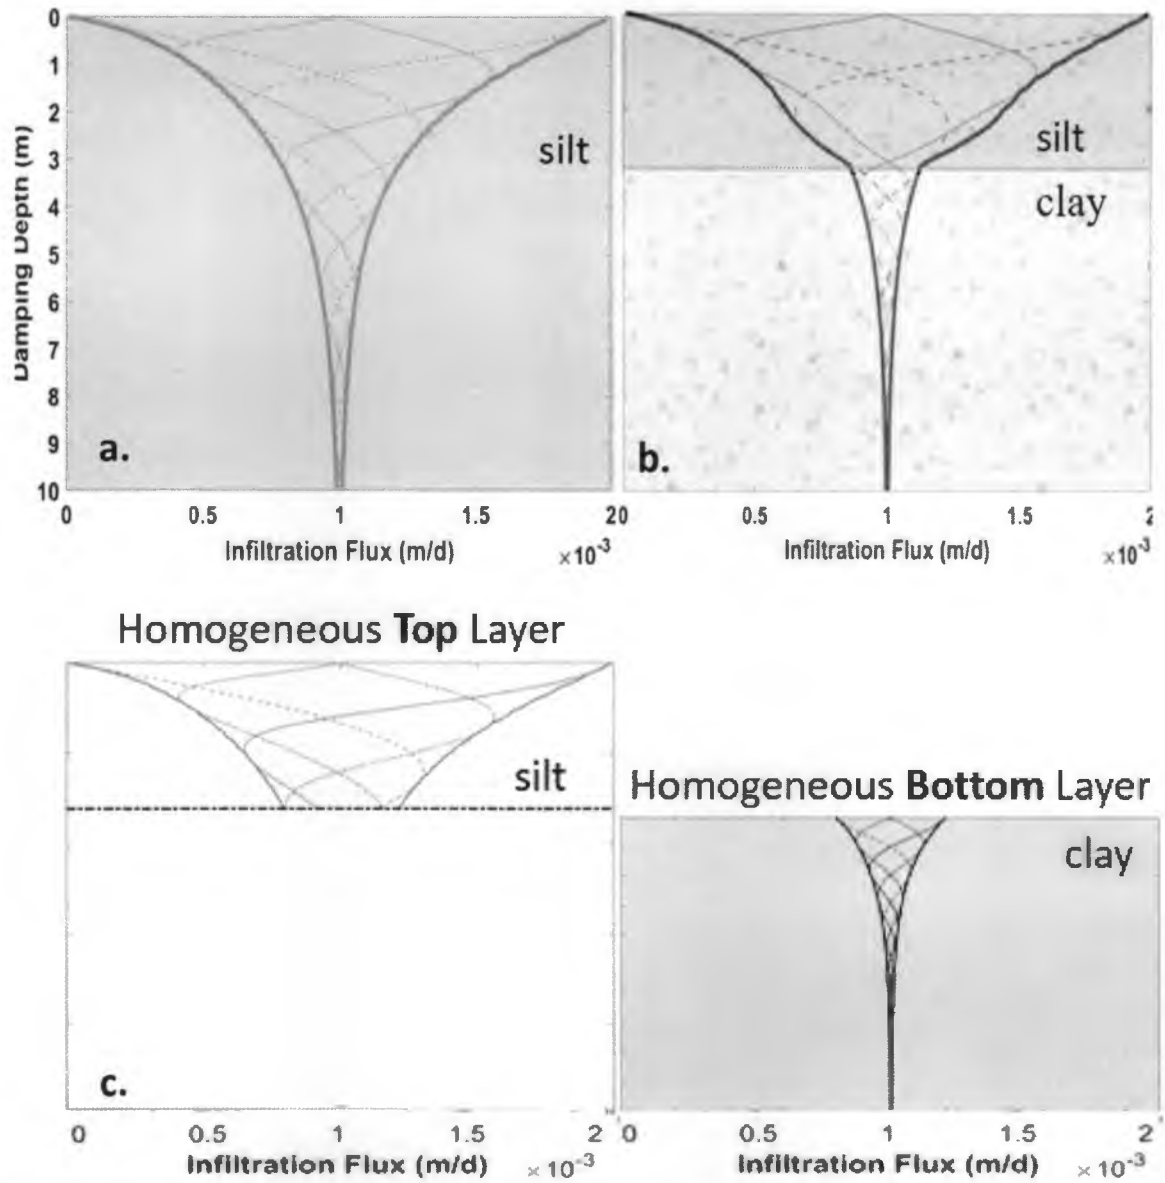 0
1
2
3
4
5
6
7
8
9
10
Damping Depth (m)
silt
a.
0 0.5 1 1.5 20
Infiltration Flux (m/d) ×10⁻³
silt
clay
b.
0.5 1 1.5 2
Infiltration Flux (m/d) ×10⁻³
Homogeneous Top Layer
silt
c.
0 0.5 1 1.5 2
Infiltration Flux (m/d) × 10⁻³
Homogeneous Bottom Layer
clay
0 0.5 1 1.5 2
Infiltration Flux (m/d) × 10⁻³